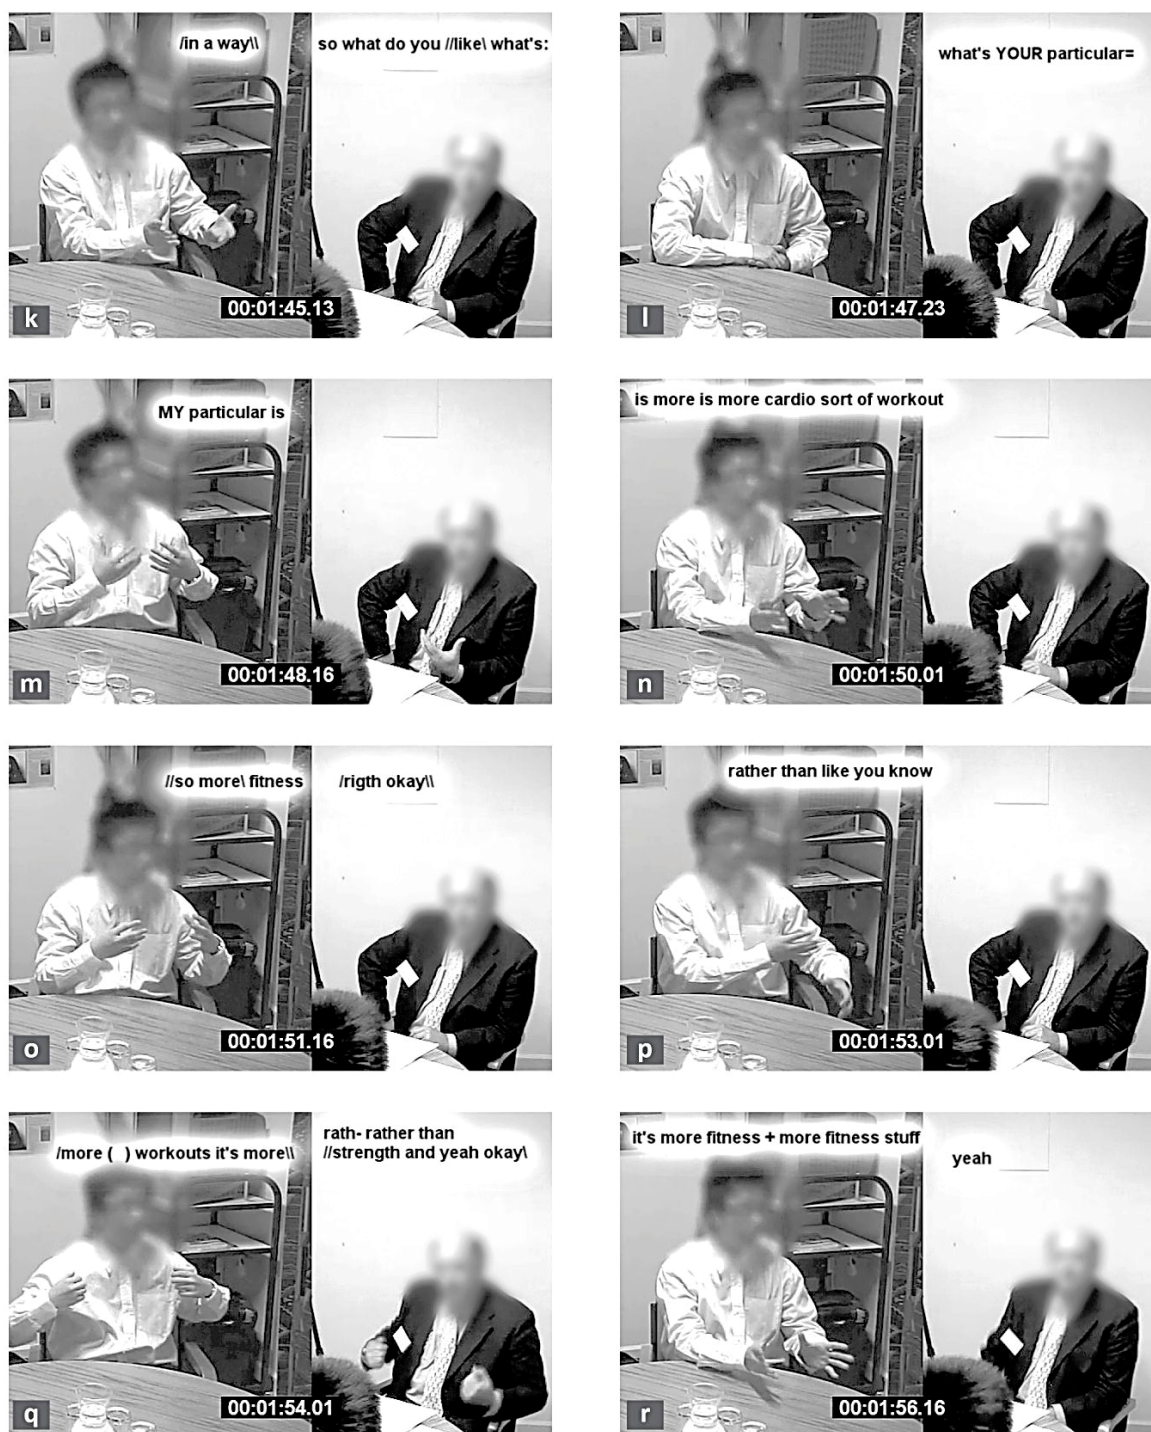 /in a way\\
so what do you //like\ what's:
k
00:01:45.13
what's YOUR particular=
l
00:01:47.23
MY particular is
m
00:01:48.16
is more is more cardio sort of workout
n
00:01:50.01
//so more\ fitness
/rigth okay\\
o
00:01:51.16
rather than like you know
p
00:01:53.01
/more ( ) workouts it's more\\
rath- rather than
//strength and yeah okay\
q
00:01:54.01
it's more fitness + more fitness stuff
yeah
r
00:01:56.16